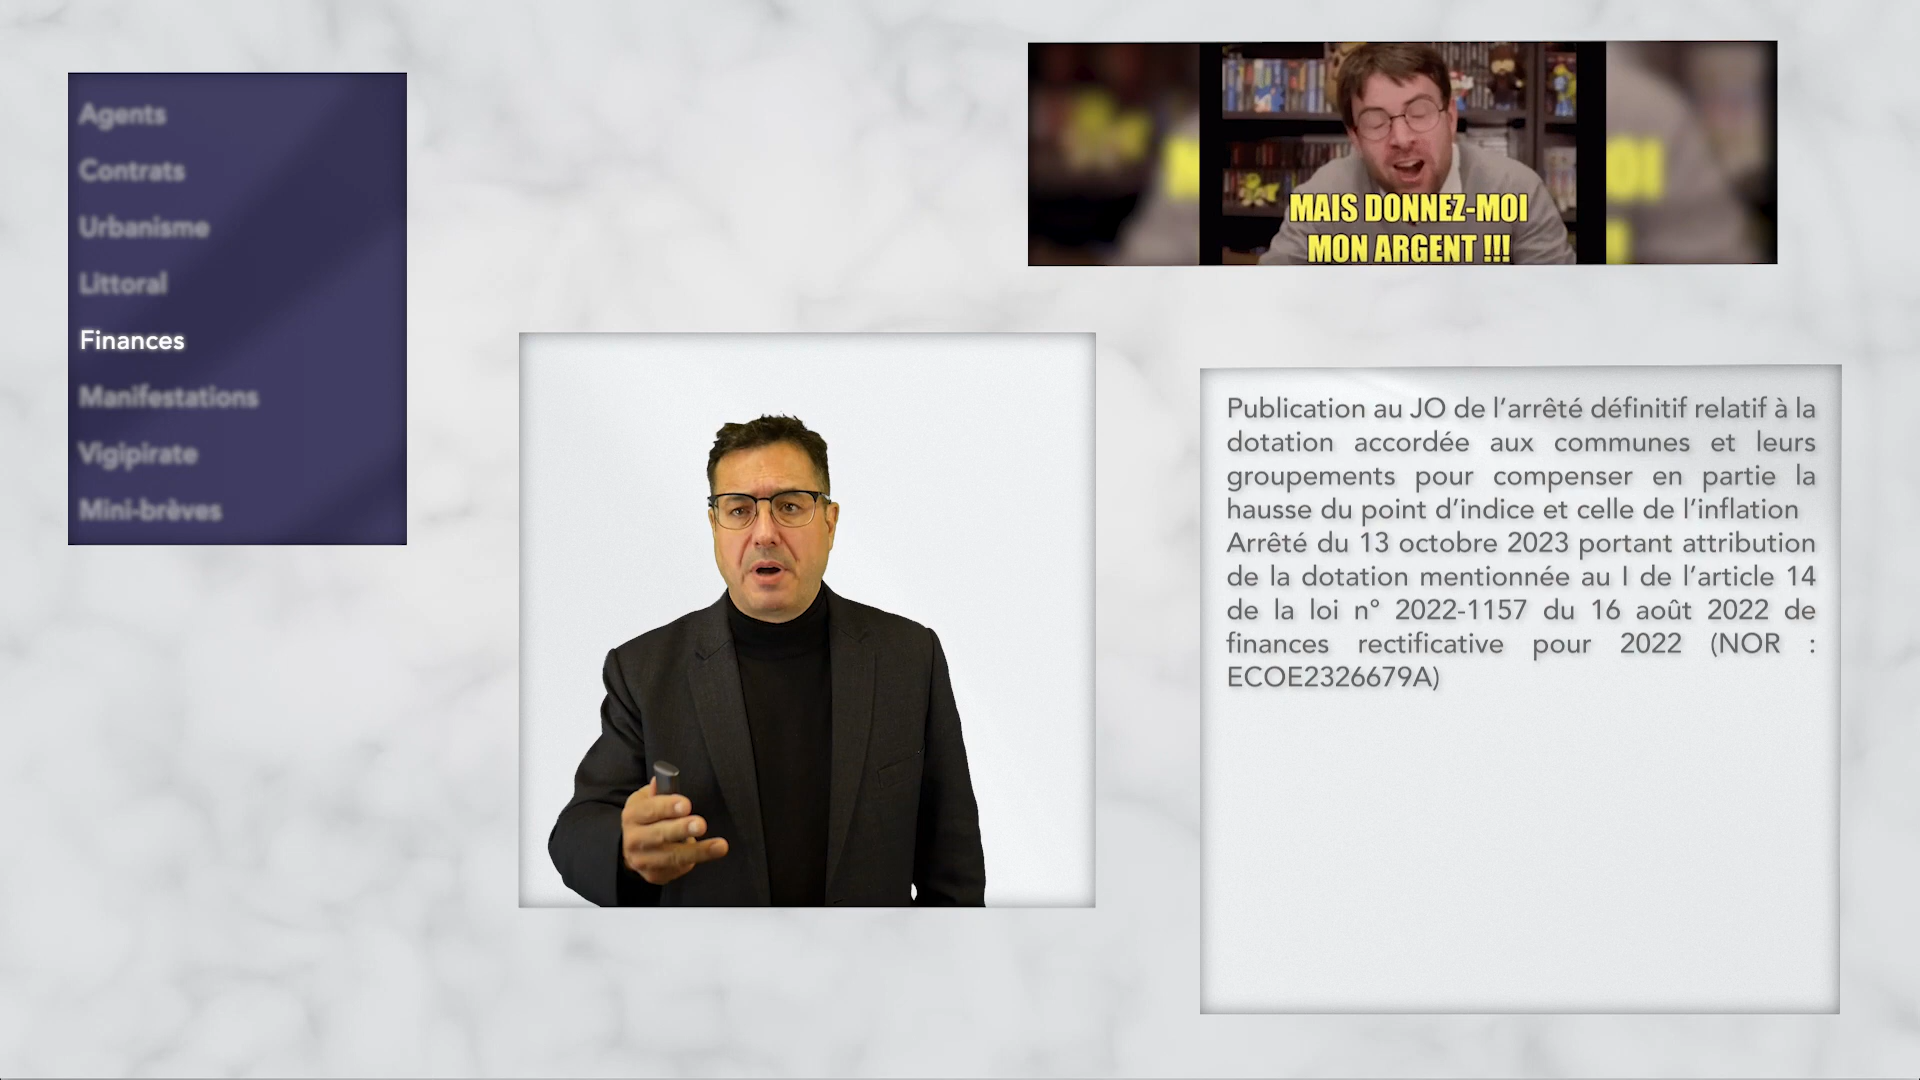 Agents
Contrats
Urbanisme
Littoral
Finances
Manifestations
Vigipirate
Mini-brèves
MAIS DONNEZ-MOI
MON ARGENT !!!
Publication au JO de l’arrêté définitif relatif à la
dotation accordée aux communes et leurs
groupements pour compenser en partie la
hausse du point d’indice et celle de l’inflation
Arrêté du 13 octobre 2023 portant attribution
de la dotation mentionnée au I de l’article 14
de la loi n° 2022-1157 du 16 août 2022 de
finances rectificative pour 2022 (NOR :
ECOE2326679A)